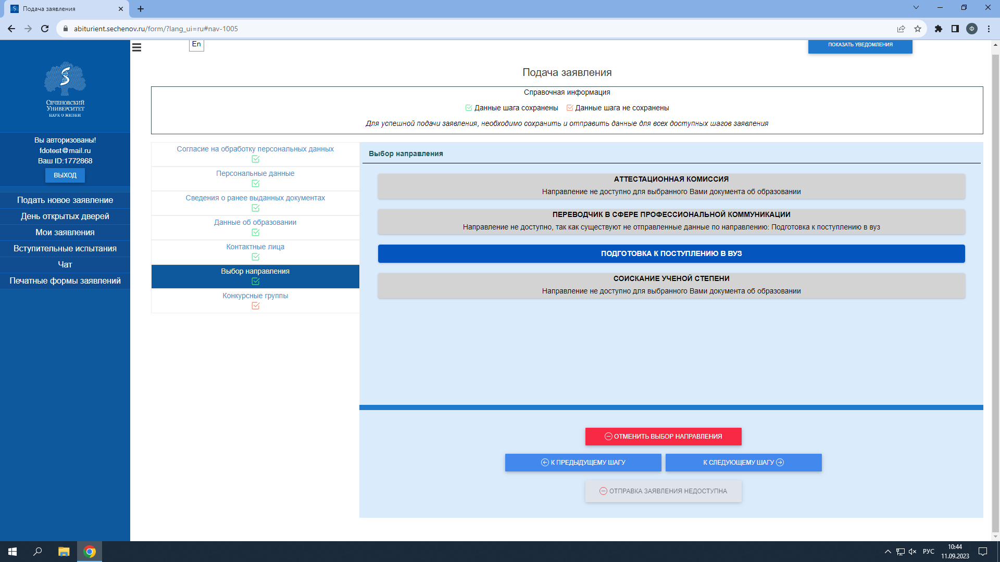 Подача заявления
abiturient.sechenov.ru/form/?lang_ui=ru#nav-1005
Ф
En
ПОКАЗАТЬ УВЕДОМЛЕНИЯ
СЕЧЕНОВСКИЙ
УНИВЕРСИТЕТ
НАУК О ЖИЗНИ
Вы авторизованы!
fdotest@mail.ru
Ваш ID:1772868
ВЫХОД
Подать новое заявление
День открытых дверей
Мои заявления
Вступительные испытания
Чат
Печатные формы заявлений
Подача заявления
Справочная информация
Данные шага сохранены Данные шага не сохранены
Для успешной подачи заявления, необходимо сохранить и отправить данные для всех доступных шагов заявления
Согласие на обработку персональных данных
Персональные данные
Сведения о ранее выданных документах
Данные об образовании
Контактные лица
Выбор направления
Конкурсные группы
Выбор направления
АТТЕСТАЦИОННАЯ КОМИССИЯ
Направление не доступно для выбранного Вами документа об образовании
ПЕРЕВОДЧИК В СФЕРЕ ПРОФЕССИОНАЛЬНОЙ КОММУНИКАЦИИ
Направление не доступно, так как существуют не отправленные данные по направлению: Подготовка к поступлению в вуз
ПОДГОТОВКА К ПОСТУПЛЕНИЮ В ВУЗ
СОИСКАНИЕ УЧЕНОЙ СТЕПЕНИ
Направление не доступно для выбранного Вами документа об образовании
ОТМЕНИТЬ ВЫБОР НАПРАВЛЕНИЯ
К ПРЕДЫДУЩЕМУ ШАГУ
К СЛЕДУЮЩЕМУ ШАГУ
ОТПРАВКА ЗАЯВЛЕНИЯ НЕДОСТУПНА
РУС
10:44
11.09.2023